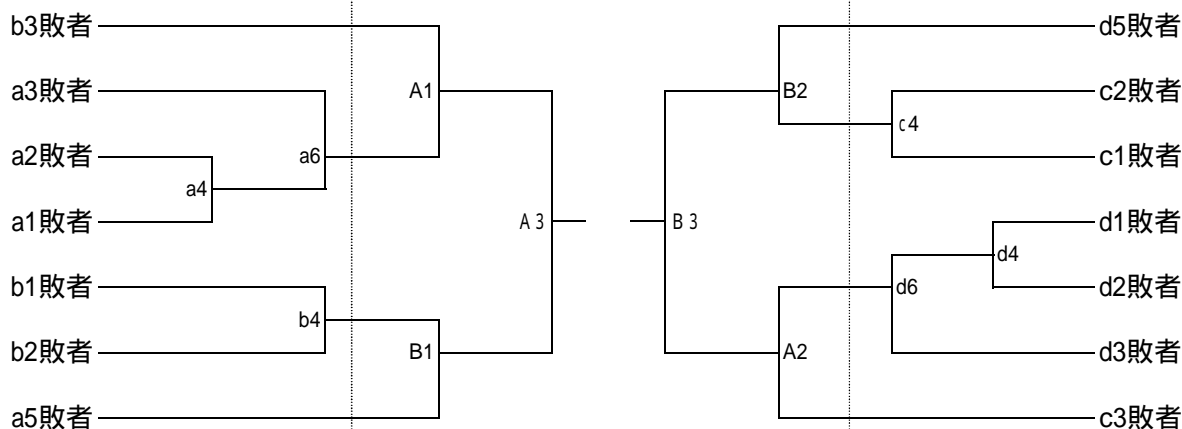 b3敗者
a3敗者
a2敗者
a1敗者
b1敗者
b2敗者
a5敗者
a4
a6
b4
A1
B1
A 3
B 3
B2
A2
c4
d6
d4
d5敗者
c2敗者
c1敗者
d1敗者
d2敗者
d3敗者
c3敗者